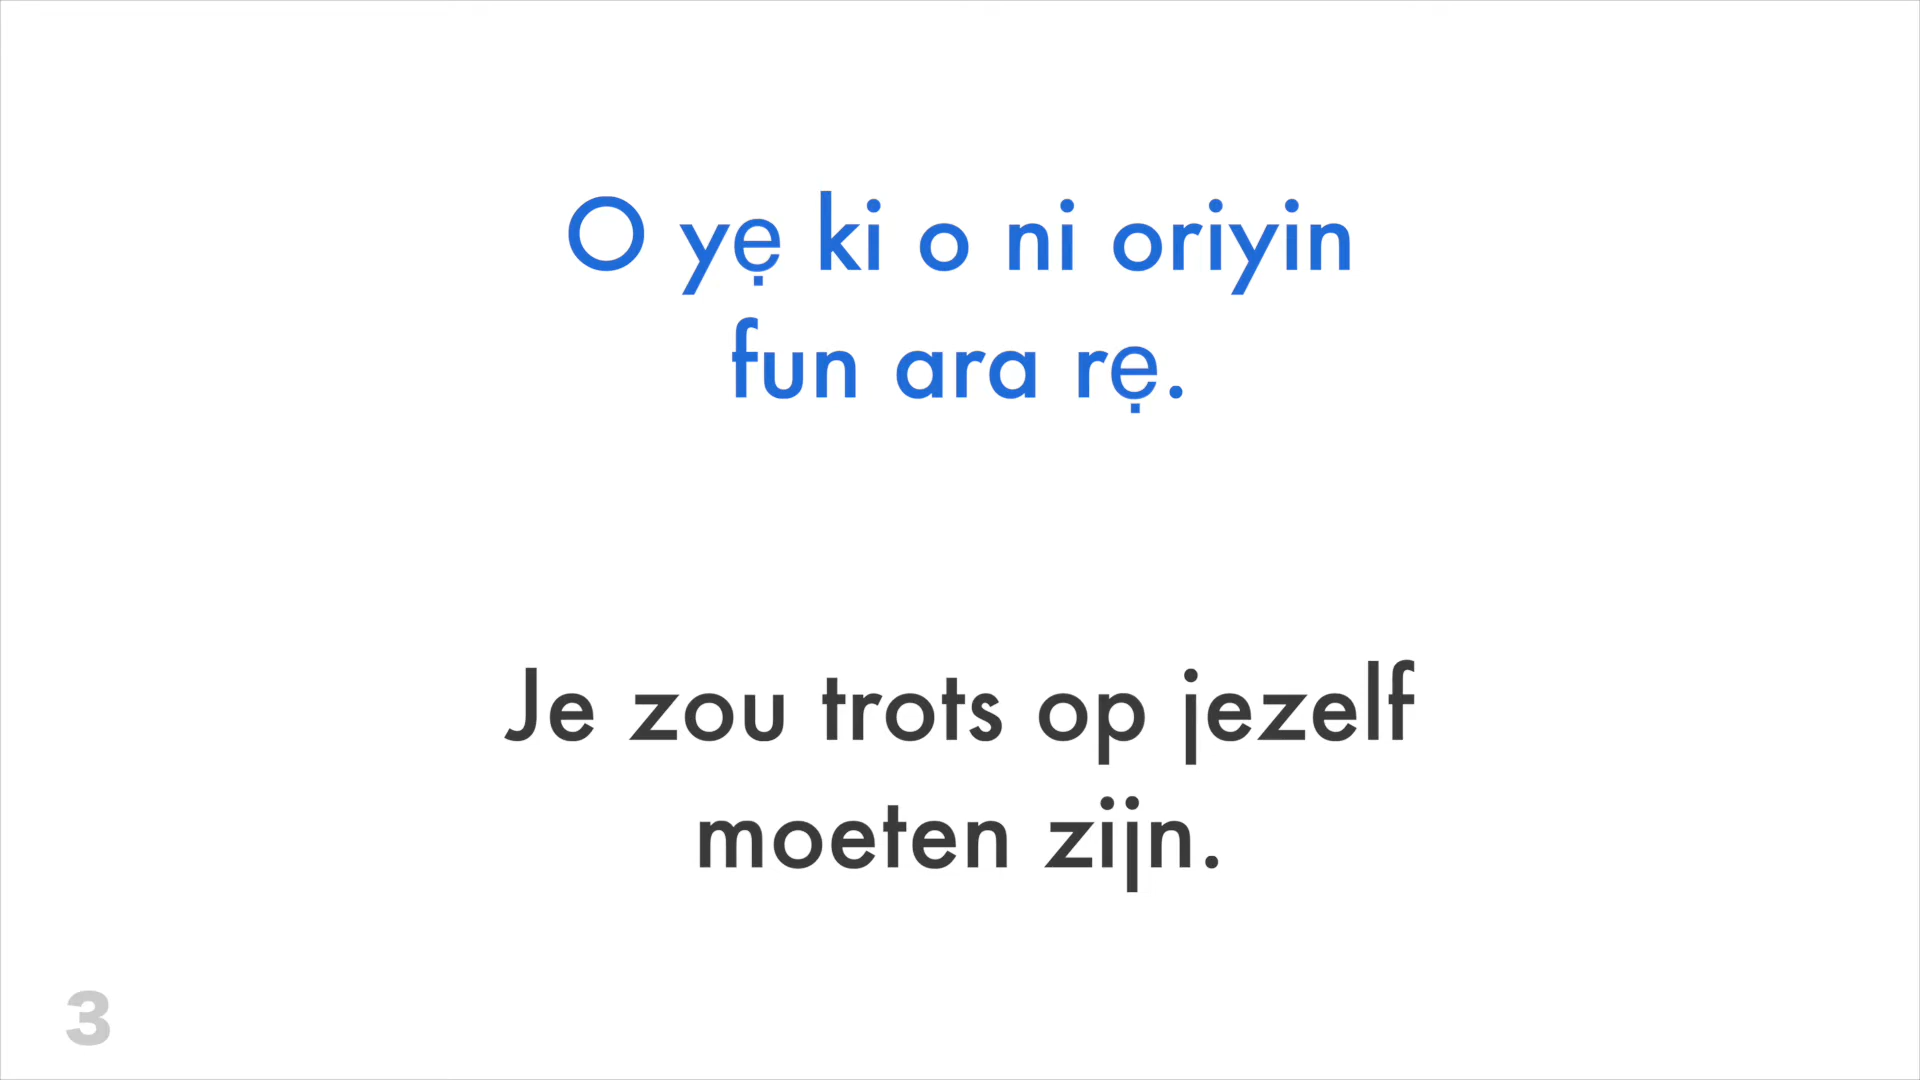 O yẹ ki o ni oriyin
fun ara rẹ.
Je zou trots op jezelf
moeten zijn.
3